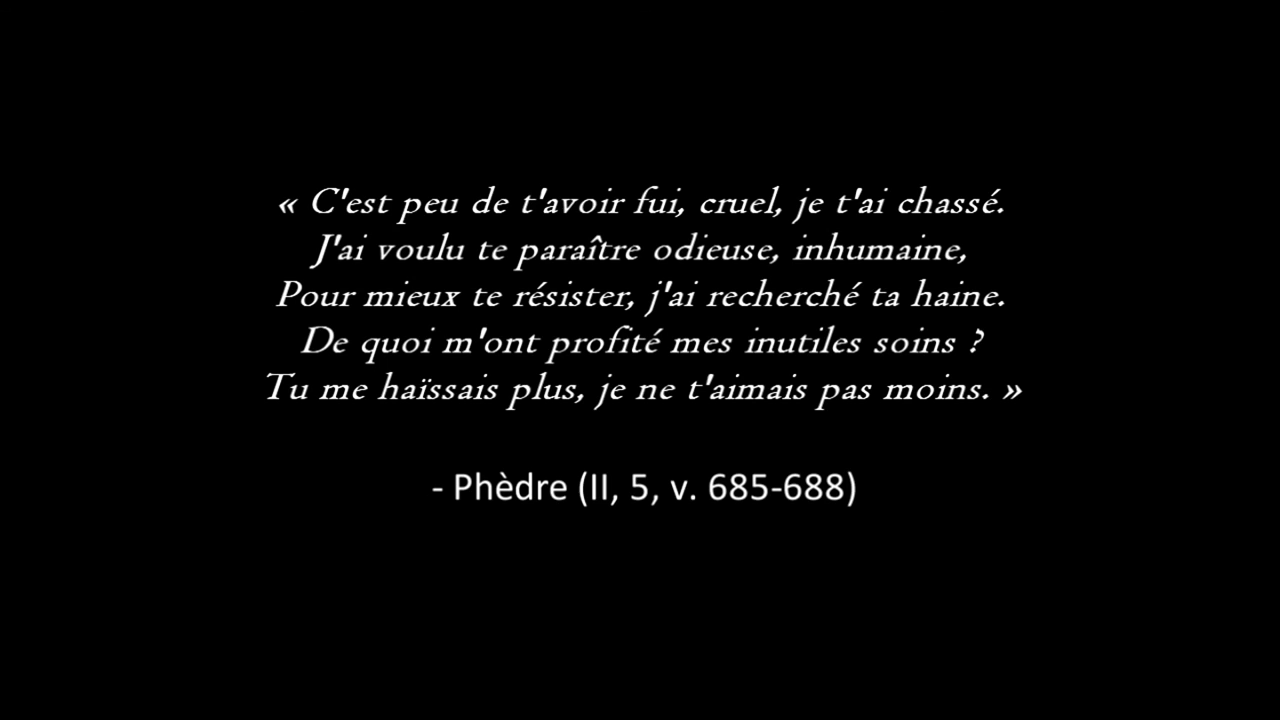 « C'est peu de t'avoir fui, cruel, je t'ai chassé.
J'ai voulu te paraître odieuse, inhumaine,
Pour mieux te résister, j'ai recherché ta haine.
De quoi m'ont profité mes inutiles soins ?
Tu me haïssais plus, je ne t'aimais pas moins. »
- Phèdre (II, 5, v. 685-688)